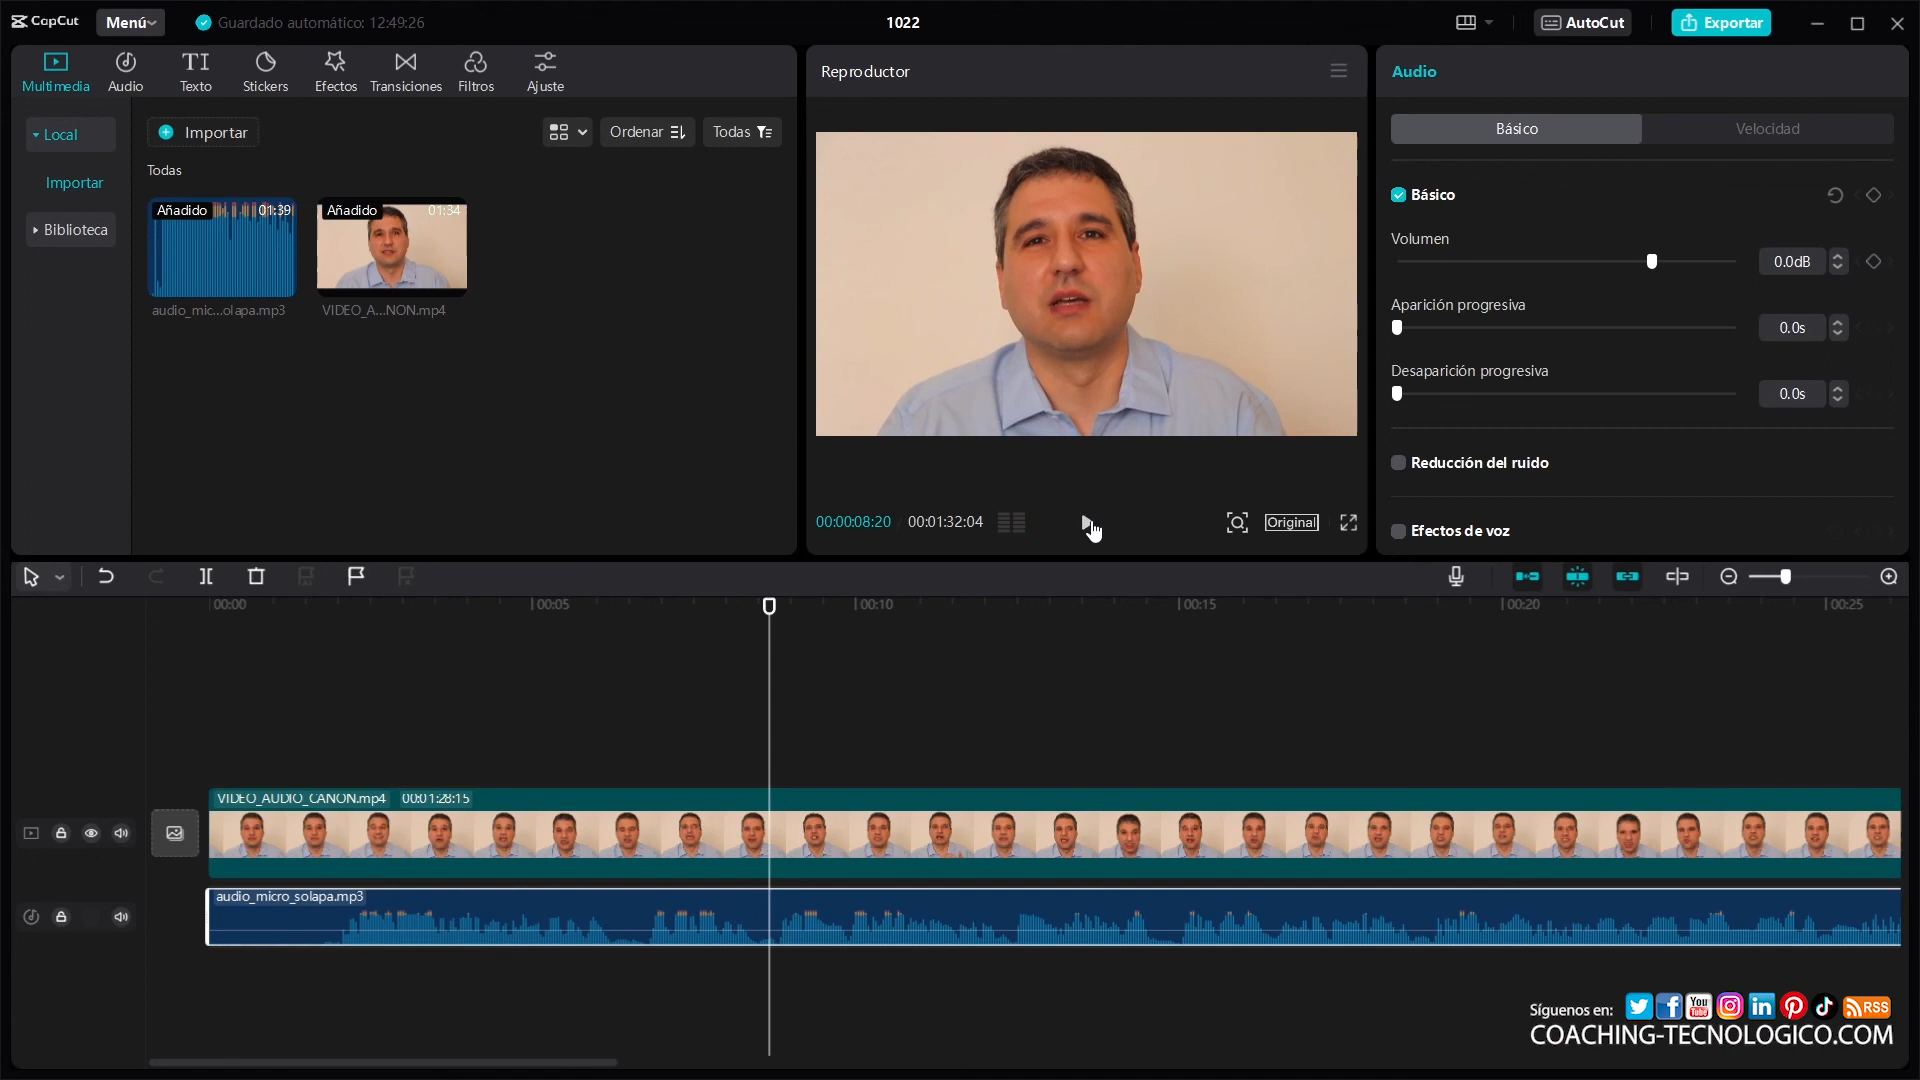 CapCut
Menú
Guardado automático: 12:49:26
1022
AutoCut
Exportar
Multimedia
Audio
Texto
Stickers
Efectos
Transiciones
Filtros
Ajuste
Local
Importar
Biblioteca
Importar
Ordenar
Todas
Todas
Añadido
01:39
audio_mic...olapa.mp3
Añadido
01:34
VIDEO_A...NON.mp4
Reproductor
00:00:08:20
00:01:32:04
Original
Audio
Básico
Velocidad
Básico
Volumen
0.0dB
Aparición progresiva
0.0s
Desaparición progresiva
0.0s
Reducción del ruido
Efectos de voz
00:00
00:05
00:10
00:15
00:20
00:25
VIDEO_AUDIO_CANON.mp4 00:01:28:15
audio_micro_solapa.mp3
Síguenos en:
You
Tube
in
RSS
COACHING-TECNOLOGICO.COM